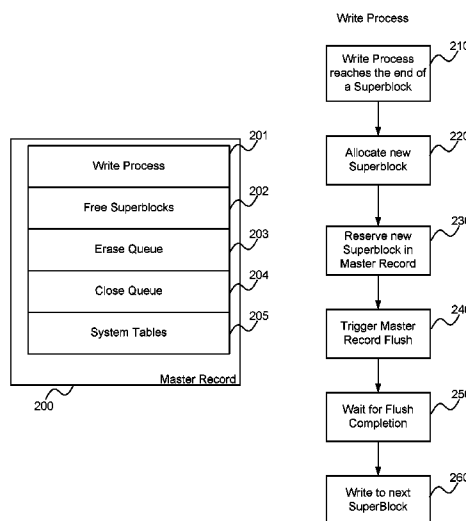 Write Process
210
Write Process
reaches the end of
a Superblock
201
Write Process
220
Allocate new
Superblock
202
Free Superblocks
203
Erase Queue
230
Reserve new
Superblock in
Master Record
204
Close Queue
205
System Tables
240
Trigger Master
Record Flush
Master Record
200
250
Wait for Flush
Completion
260
Write to next
SuperBlock